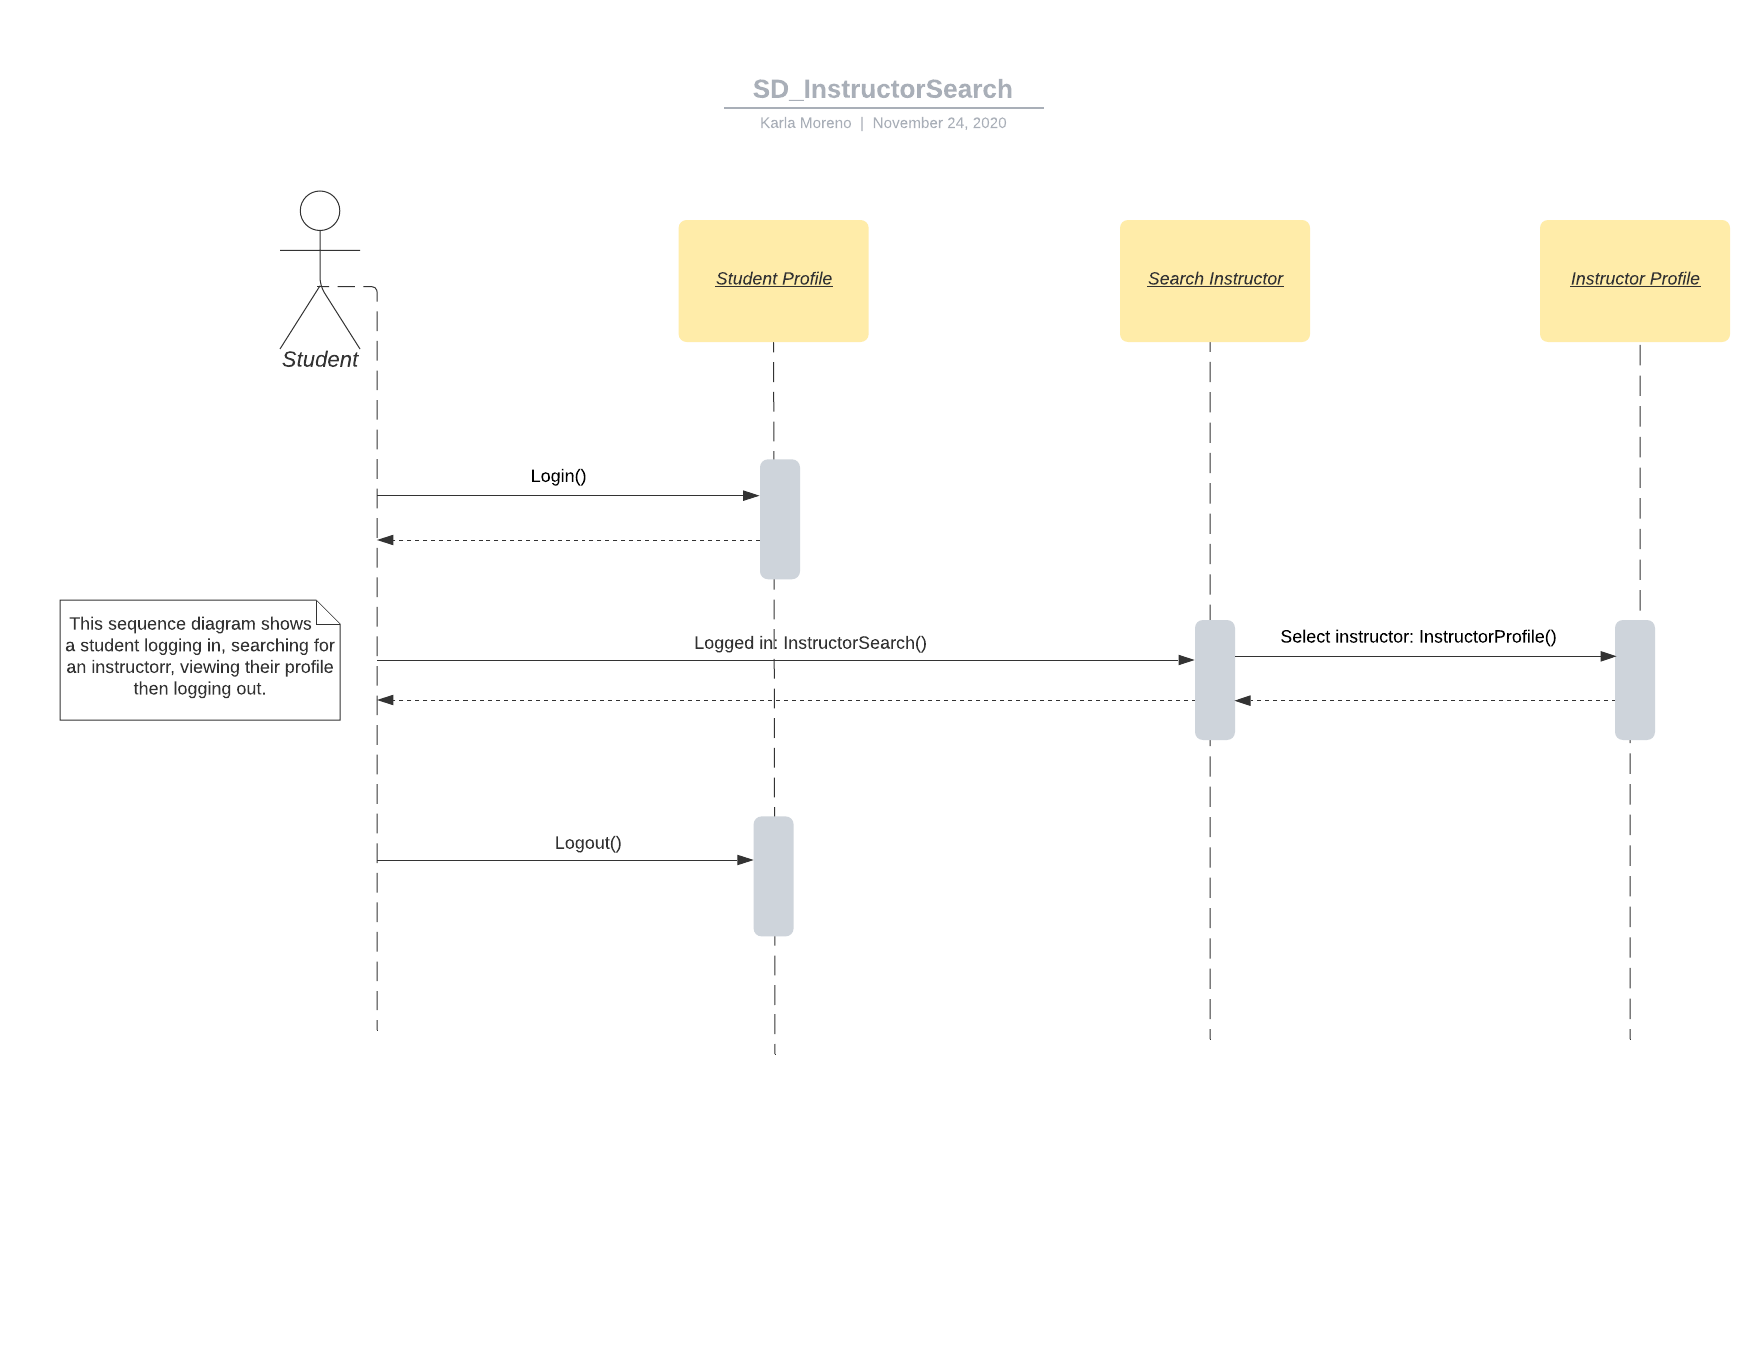 SD_InstructorSearch
Karla Moreno | November 24, 2020
Student
Student Profile
Search Instructor
Instructor Profile
Login()
This sequence diagram shows
a student logging in, searching for
an instructorr, viewing their profile
then logging out.
Logged in: InstructorSearch()
Select instructor: InstructorProfile()
Logout()